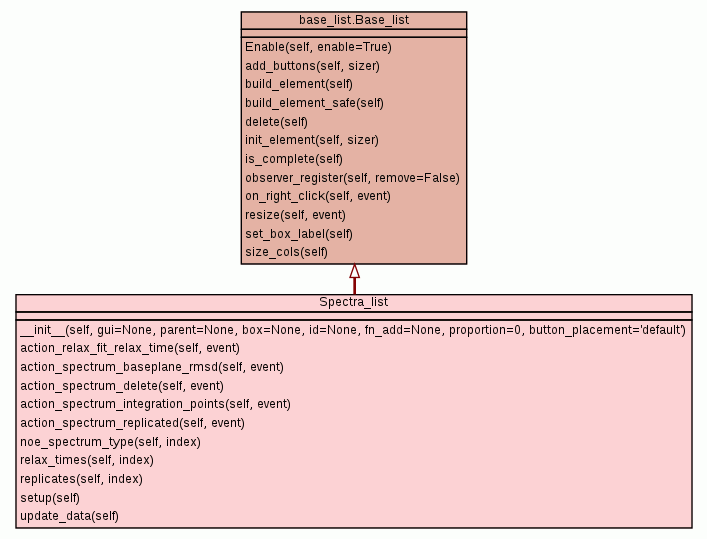 base_list.Base_list
Enable(self, enable=True)
add_buttons(self, sizer)
build_element(self)
build_element_safe(self)
delete(self)
init_element(self, sizer)
is_complete(self)
observer_register(self, remove=False)
on_right_click(self, event)
resize(self, event)
set_box_label(self)
size_cols(self)
Spectra_list
__init__(self, gui=None, parent=None, box=None, id=None, fn_add=None, proportion=0, button_placement='default')
action_relax_fit_relax_time(self, event)
action_spectrum_baseplane_rmsd(self, event)
action_spectrum_delete(self, event)
action_spectrum_integration_points(self, event)
action_spectrum_replicated(self, event)
noe_spectrum_type(self, index)
relax_times(self, index)
replicates(self, index)
setup(self)
update_data(self)